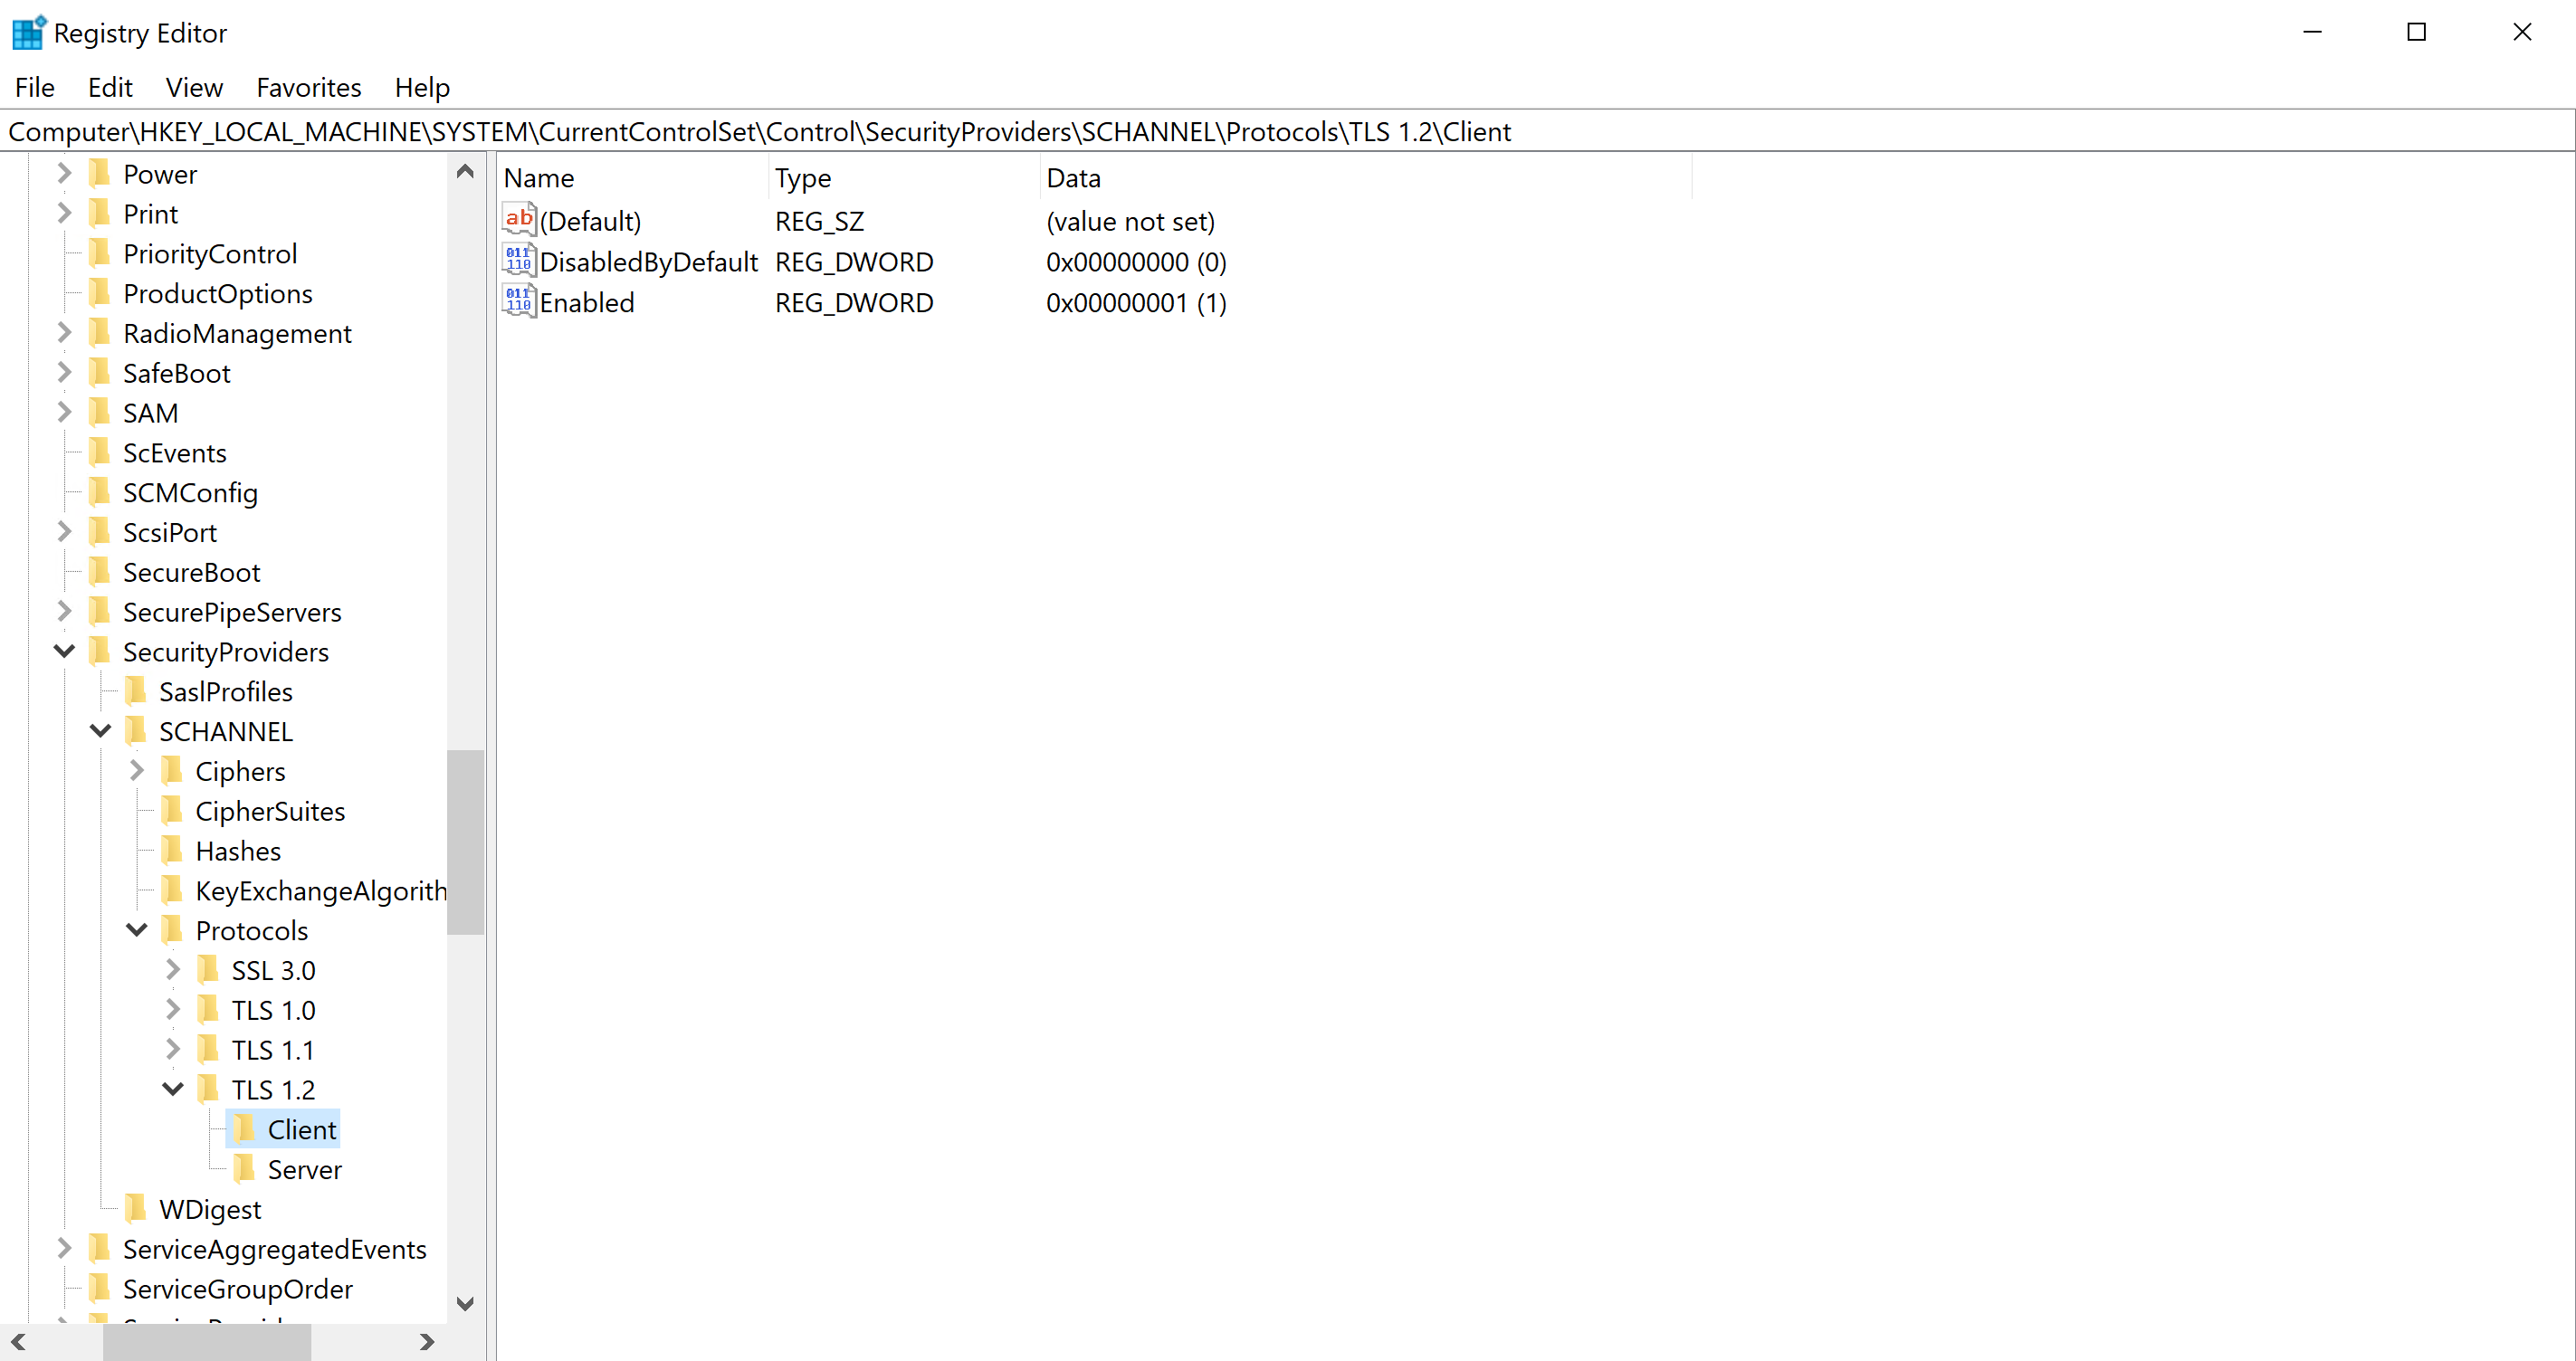 Registry Editor
File Edit View Favorites Help
Computer\HKEY_LOCAL_MACHINE\SYSTEM\CurrentControlSet\Control\SecurityProviders\SCHANNEL\Protocols\TLS 1.2\Client
Power
Print
PriorityControl
ProductOptions
RadioManagement
SafeBoot
SAM
ScEvents
SCMConfig
ScsiPort
SecureBoot
SecurePipeServers
SecurityProviders
SaslProfiles
SCHANNEL
Ciphers
CipherSuites
Hashes
KeyExchangeAlgorith
Protocols
SSL 3.0
TLS 1.0
TLS 1.1
TLS 1.2
Client
Server
WDigest
ServiceAggregatedEvents
ServiceGroupOrder
Name Type Data
(Default) REG_SZ (value not set)
DisabledByDefault REG_DWORD 0x00000000 (0)
Enabled REG_DWORD 0x00000001 (1)